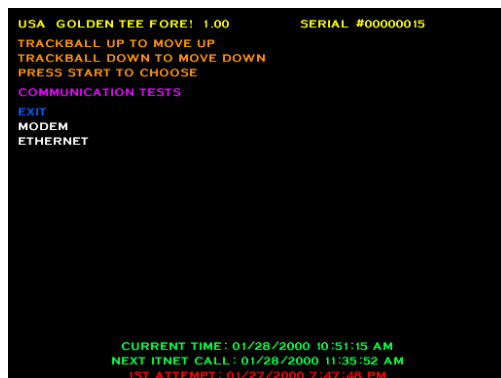 USA GOLDEN TEE FORE! 1.00 SERIAL #00000015
TRACKBALL UP TO MOVE UP
TRACKBALL DOWN TO MOVE DOWN
PRESS START TO CHOOSE
COMMUNICATION TESTS
EXIT
MODEM
ETHERNET
CURRENT TIME: 01/28/2000 10:51:15 AM
NEXT ITNET CALL: 01/28/2000 11:35:52 AM
1ST ATTEMPT: 01/27/2000 7:47:48 PM